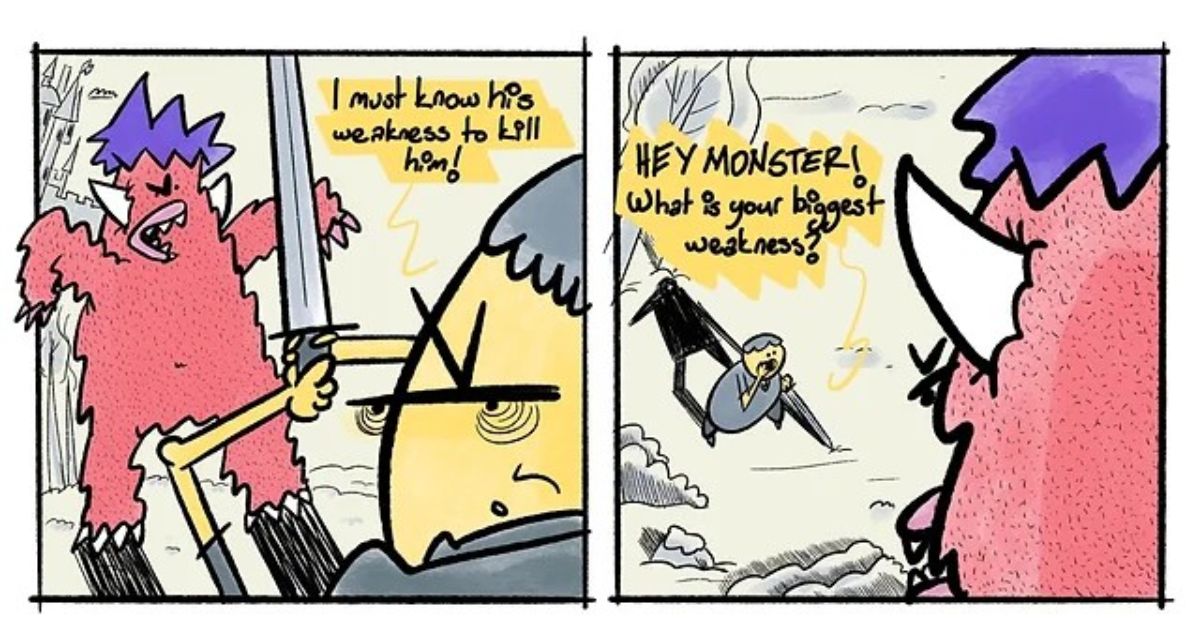 I must know his
weakness to kill
him!
HEY MONSTER!
What is your biggest
weakness?